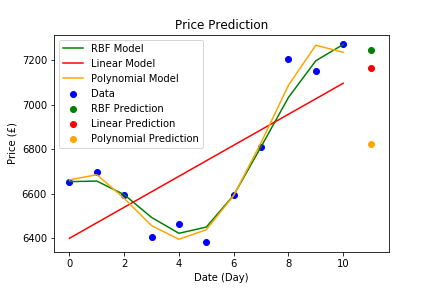 Price Prediction
RBF Model
Linear Model
Polynomial Model
Data
RBF Prediction
Linear Prediction
Polynomial Prediction
Price (£)
7200
7000
6800
6600
6400
0 2 4 6 8 10
Date (Day)